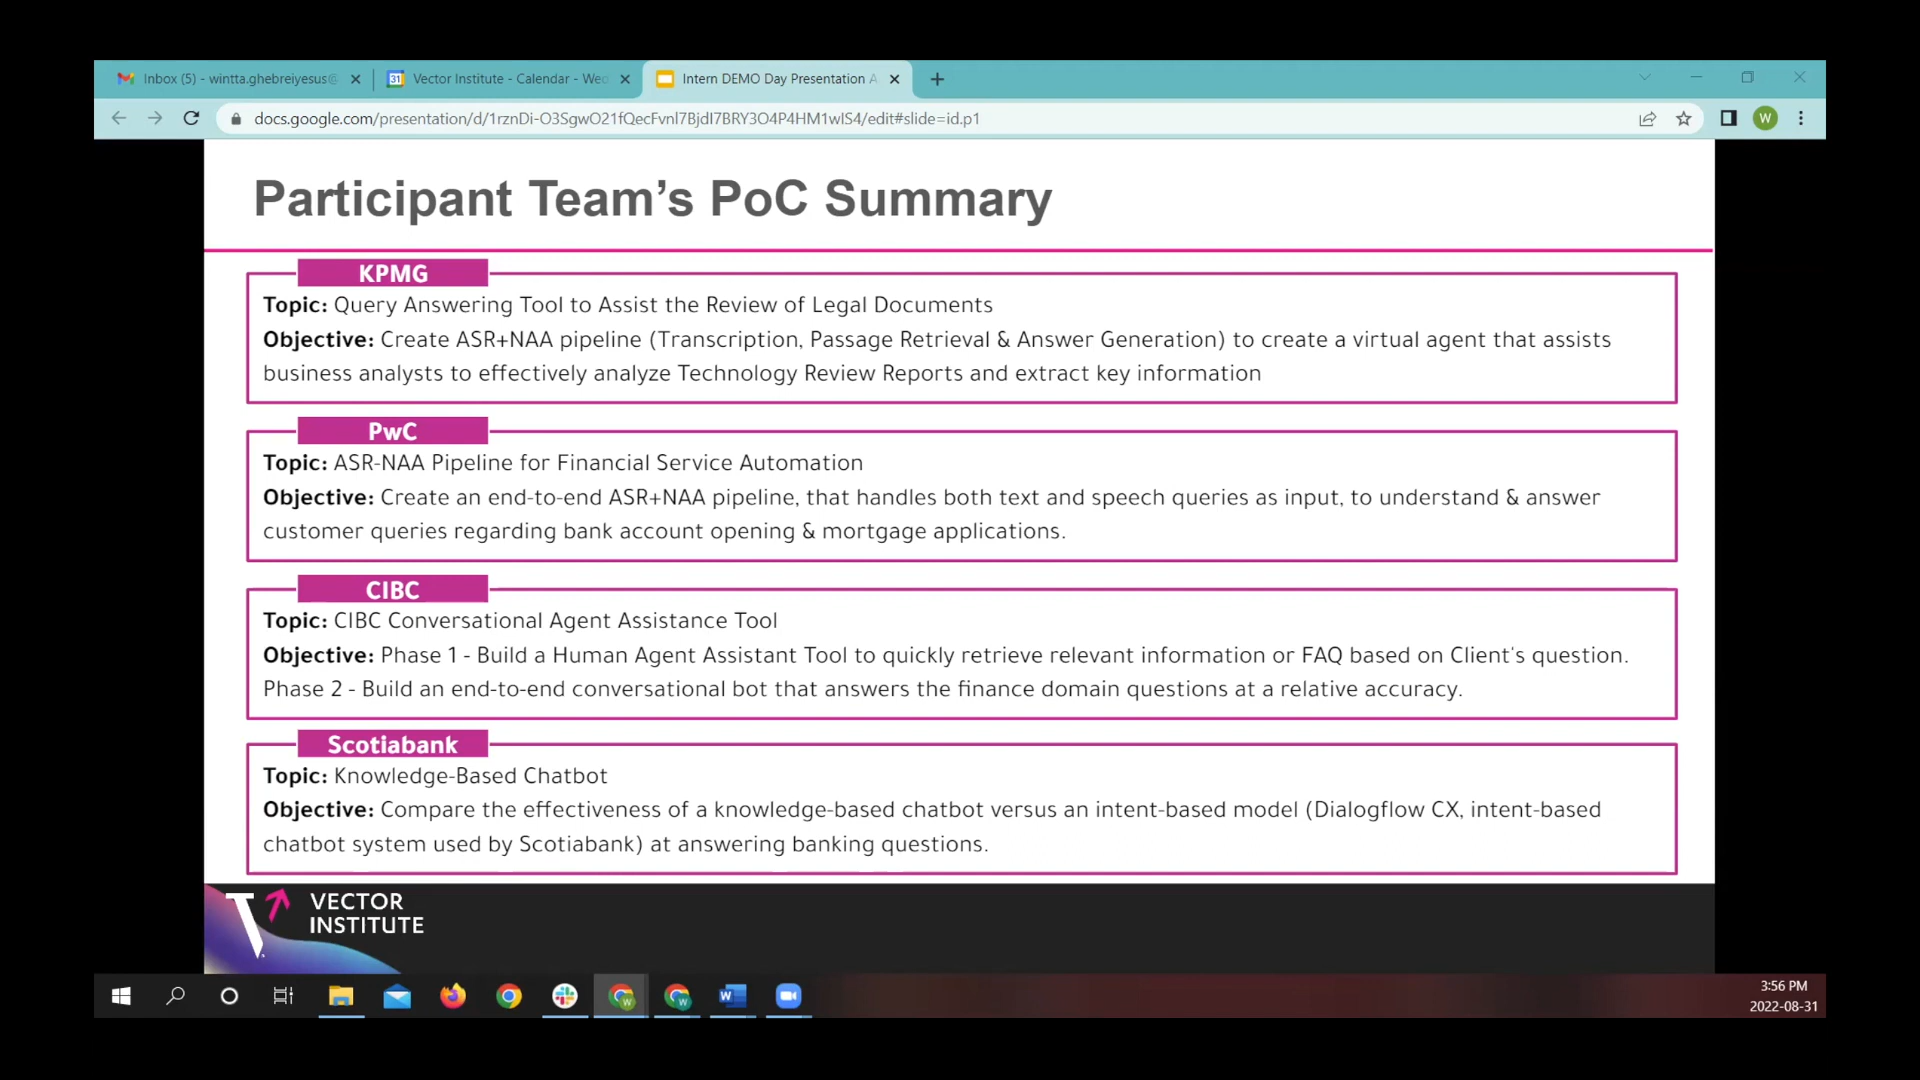 Inbox (5) - wintta.ghebreiyesus@
Vector Institute - Calendar - Wed
Intern DEMO Day Presentation A
docs.google.com/presentation/d/1rznDi-O3SgwO21fQecFvnl7BjdI7BRY3O4P4HM1wlS4/edit#slide=id.p1
W
Participant Team’s PoC Summary
KPMG
Topic: Query Answering Tool to Assist the Review of Legal Documents
Objective: Create ASR+NAA pipeline (Transcription, Passage Retrieval & Answer Generation) to create a virtual agent that assists
business analysts to effectively analyze Technology Review Reports and extract key information
PwC
Topic: ASR-NAA Pipeline for Financial Service Automation
Objective: Create an end-to-end ASR+NAA pipeline, that handles both text and speech queries as input, to understand & answer
customer queries regarding bank account opening & mortgage applications.
CIBC
Topic: CIBC Conversational Agent Assistance Tool
Objective: Phase 1 - Build a Human Agent Assistant Tool to quickly retrieve relevant information or FAQ based on Client's question.
Phase 2 - Build an end-to-end conversational bot that answers the finance domain questions at a relative accuracy.
Scotiabank
Topic: Knowledge-Based Chatbot
Objective: Compare the effectiveness of a knowledge-based chatbot versus an intent-based model (Dialogflow CX, intent-based
chatbot system used by Scotiabank) at answering banking questions.
VECTOR
INSTITUTE
3:56 PM
2022-08-31